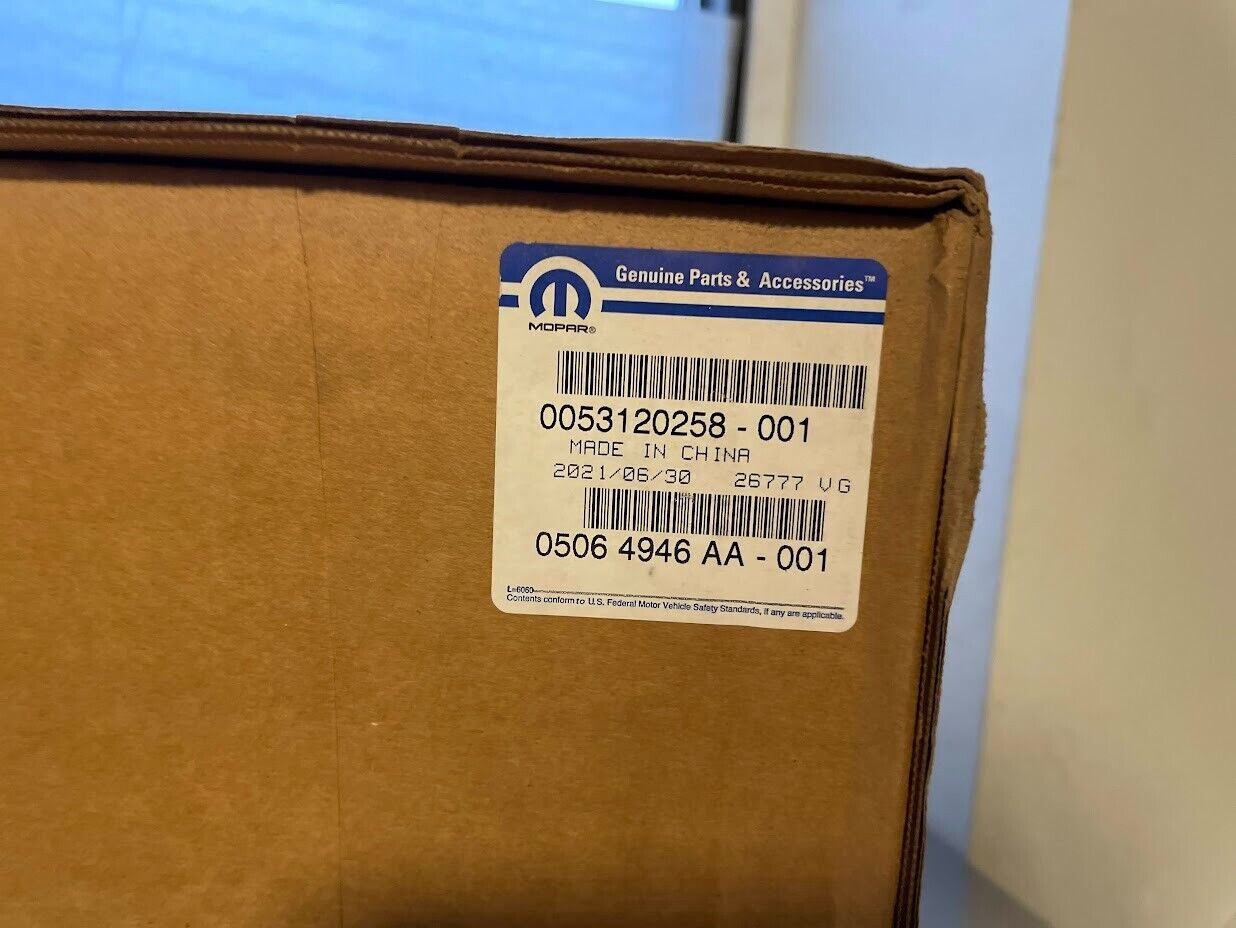 Genuine Parts & Accessories™
MOPAR®
0053120258 - 001
MADE IN CHINA
2021/06/30 26777 VG
0506 4946 AA - 001
L-6060
Contents conform to U.S. Federal Motor Vehicle Safety Standards, if any are applicable.